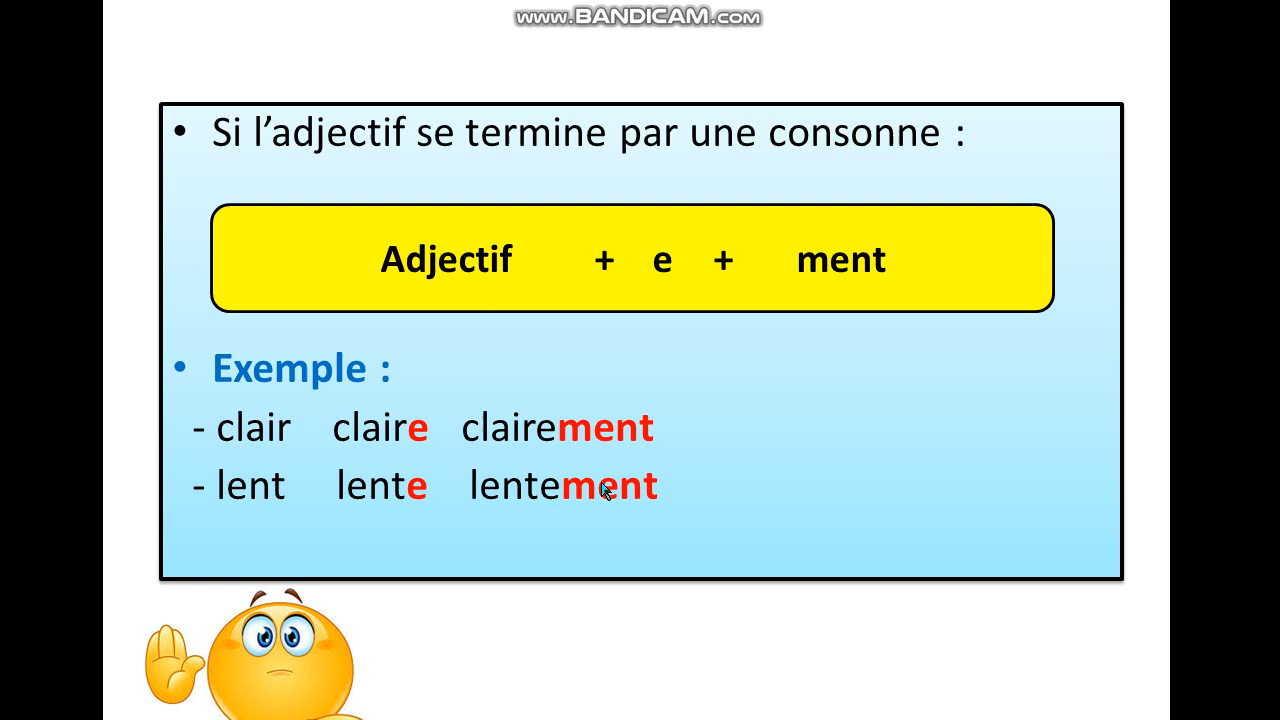 www.BANDICAM.com
• Si l’adjectif se termine par une consonne :
Adjectif + e + ment
• Exemple :
- clair claire clairement
- lent lente lentement